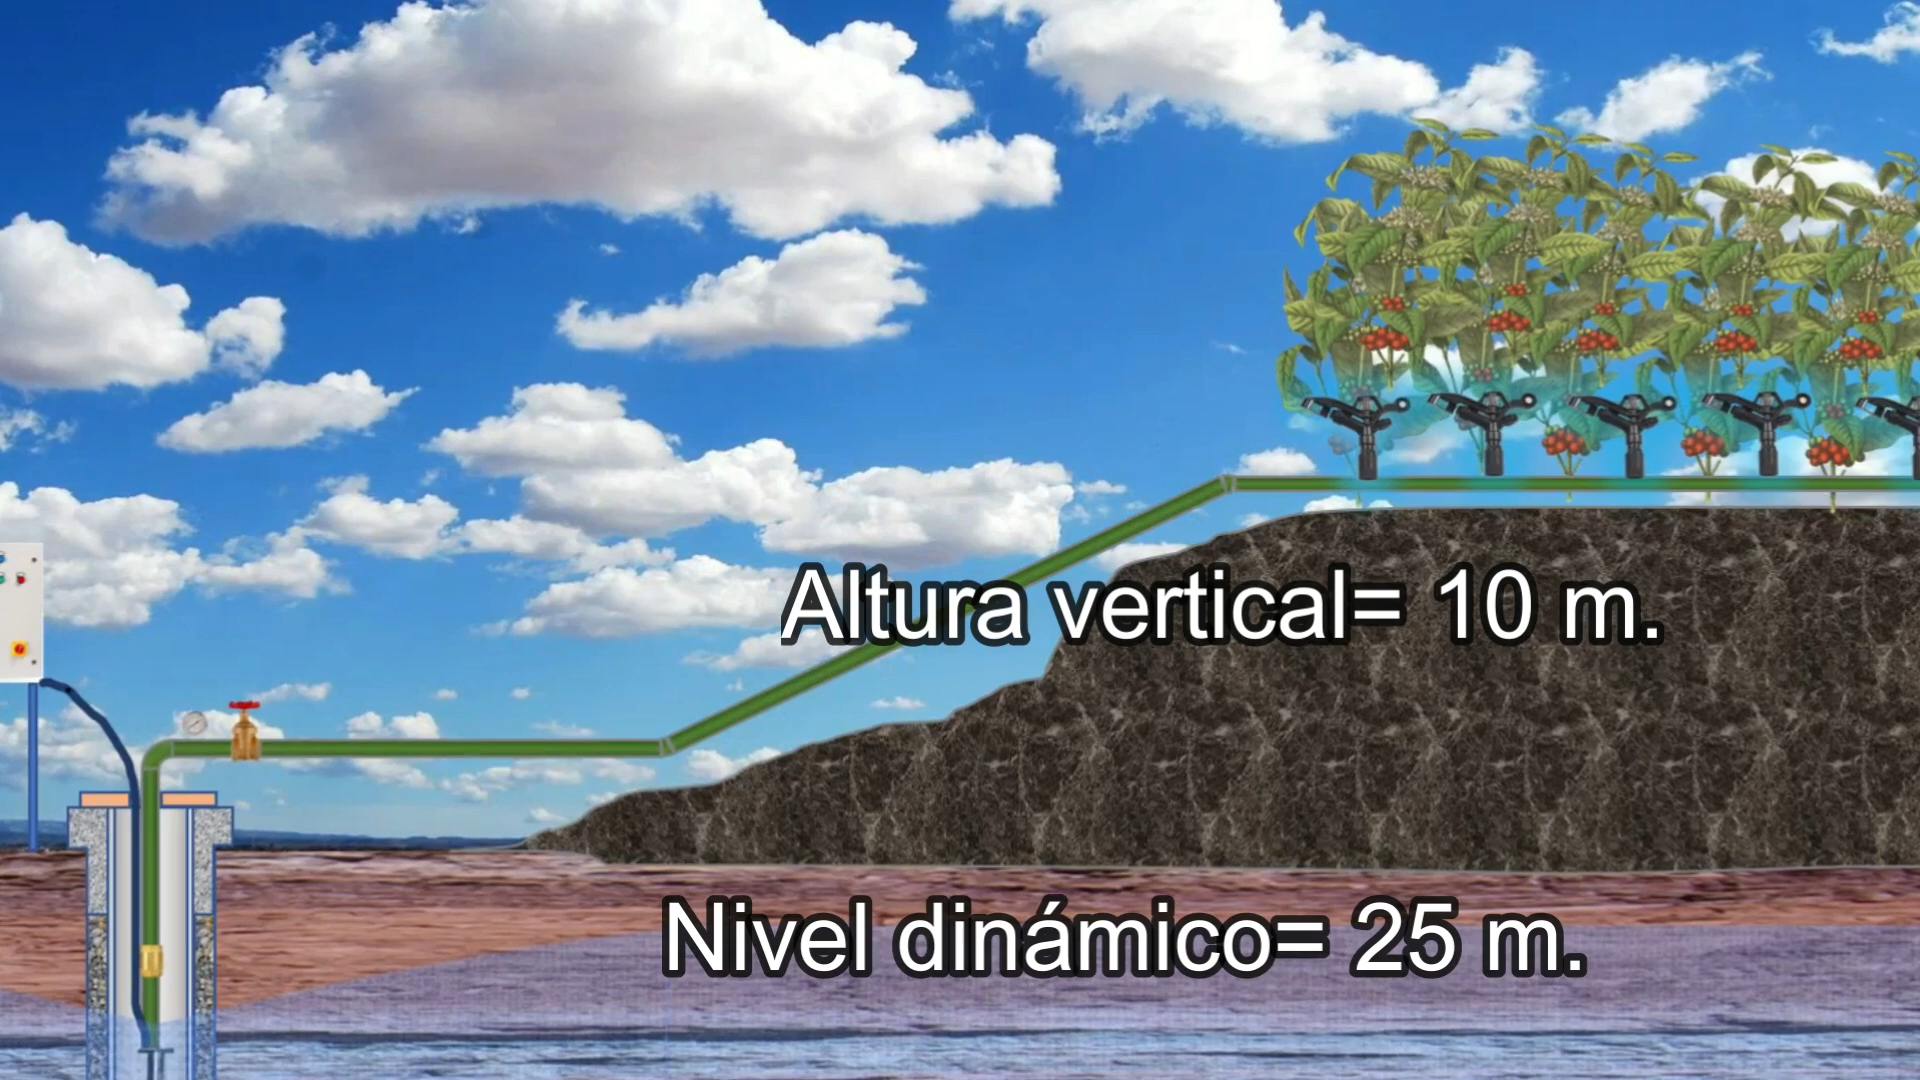 Altura vertical= 10 m.
Nivel dinámico= 25 m.